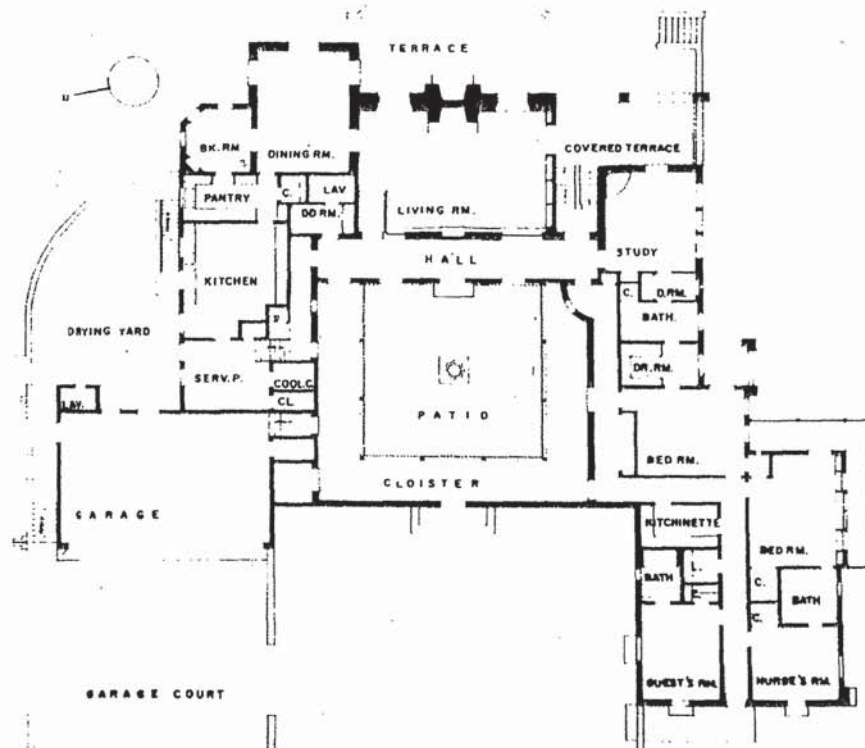 TERRACE
BK. RM
DINING RM.
COVERED TERRACE
PANTRY
C.
LAV
DD RM.
LIVING RM.
STUDY
HALL
KITCHEN
C.
D.RM.
BATH.
DRYING YARD
DR. RM.
SERV. P.
COOL. C.
CL.
LAV.
PATIO
BED RM.
CLOISTER
GARAGE
KITCHINETTE
BED RM.
BATH
L.
C.
BATH
C.
GUEST'S RM.
NURSE'S RM.
GARAGE COURT